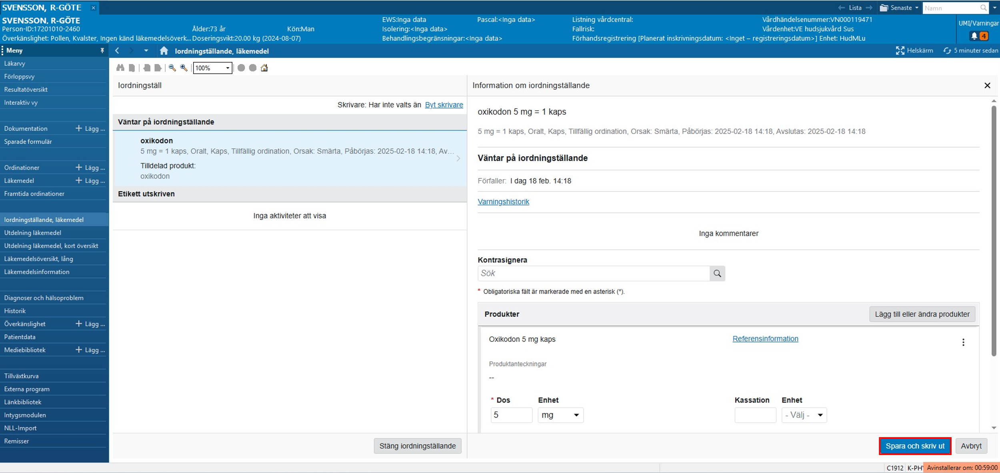 SVENSSON, R-GÖTE
Lista
Senaste
Namn
SVENSSON, R-GÖTE
Person-ID:17201010-2460
Ålder:73 år
Kön:Man
Överkänslighet: Pollen, Kvalster, Ingen känd läkemedelsöverk... Doseringsvikt:20.00 kg (2024-08-07)
EWS:Inga data
Isolering:<Inga data>
Behandlingsbegränsningar:<Inga data>
Pascal:<Inga data>
Listning vårdcentral:
Fallrisk:
Förhandsregistrering [Planerat inskrivningsdatum: <Inget – registreringsdatum>] Enhet: HudMLu
Vårdhändelsenummer:VN000119471
Vårdenhet:VE hudsjukvård Sus
UMI/Varningar
4
Meny
Iordningställande, läkemedel
Helskärm
5 minuter sedan
Läkarvy
Förloppsvy
Resultatöversikt
Interaktiv vy
Dokumentation
Lägg ...
Sparade formulär
Ordinationer
Lägg ...
Läkemedel
Lägg ...
Framtida ordinationer
Iordningställande, läkemedel
Utdelning läkemedel
Utdelning läkemedel, kort översikt
Läkemedelsöversikt, lång
Läkemedelsinformation
Diagnoser och hälsoproblem
Historik
Överkänslighet
Lägg ...
Patientdata
Mediebibliotek
Lägg ...
Tillväxtkurva
Externa program
Länkbibliotek
Intygsmodulen
NLL-Import
Remisser
100%
Iordningställ
Skrivare: Har inte valts än Byt skrivare
Väntar på iordningställande
oxikodon
5 mg = 1 kaps, Oralt, Kaps, Tillfällig ordination, Orsak: Smärta, Påbörjas: 2025-02-18 14:18, Av...
Tilldelad produkt:
oxikodon
Etikett utskriven
Inga aktiviteter att visa
Stäng iordningställande
Information om iordningställande
oxikodon 5 mg = 1 kaps
5 mg = 1 kaps, Oralt, Kaps, Tillfällig ordination, Orsak: Smärta, Påbörjas: 2025-02-18 14:18, Avslutas: 2025-02-18 14:18
Väntar på iordningställande
Förfaller: I dag 18 feb. 14:18
Varningshistorik
Inga kommentarer
Kontrasignera
Sök
* Obligatoriska fält är markerade med en asterisk (*).
Produkter
Lägg till eller ändra produkter
Oxikodon 5 mg kaps
Referensinformation
Produktanteckningar
--
* Dos Enhet Kassation Enhet
5 mg - Välj -
Spara och skriv ut
Avbryt
C1912
Avinstallerar om: 00:59:00